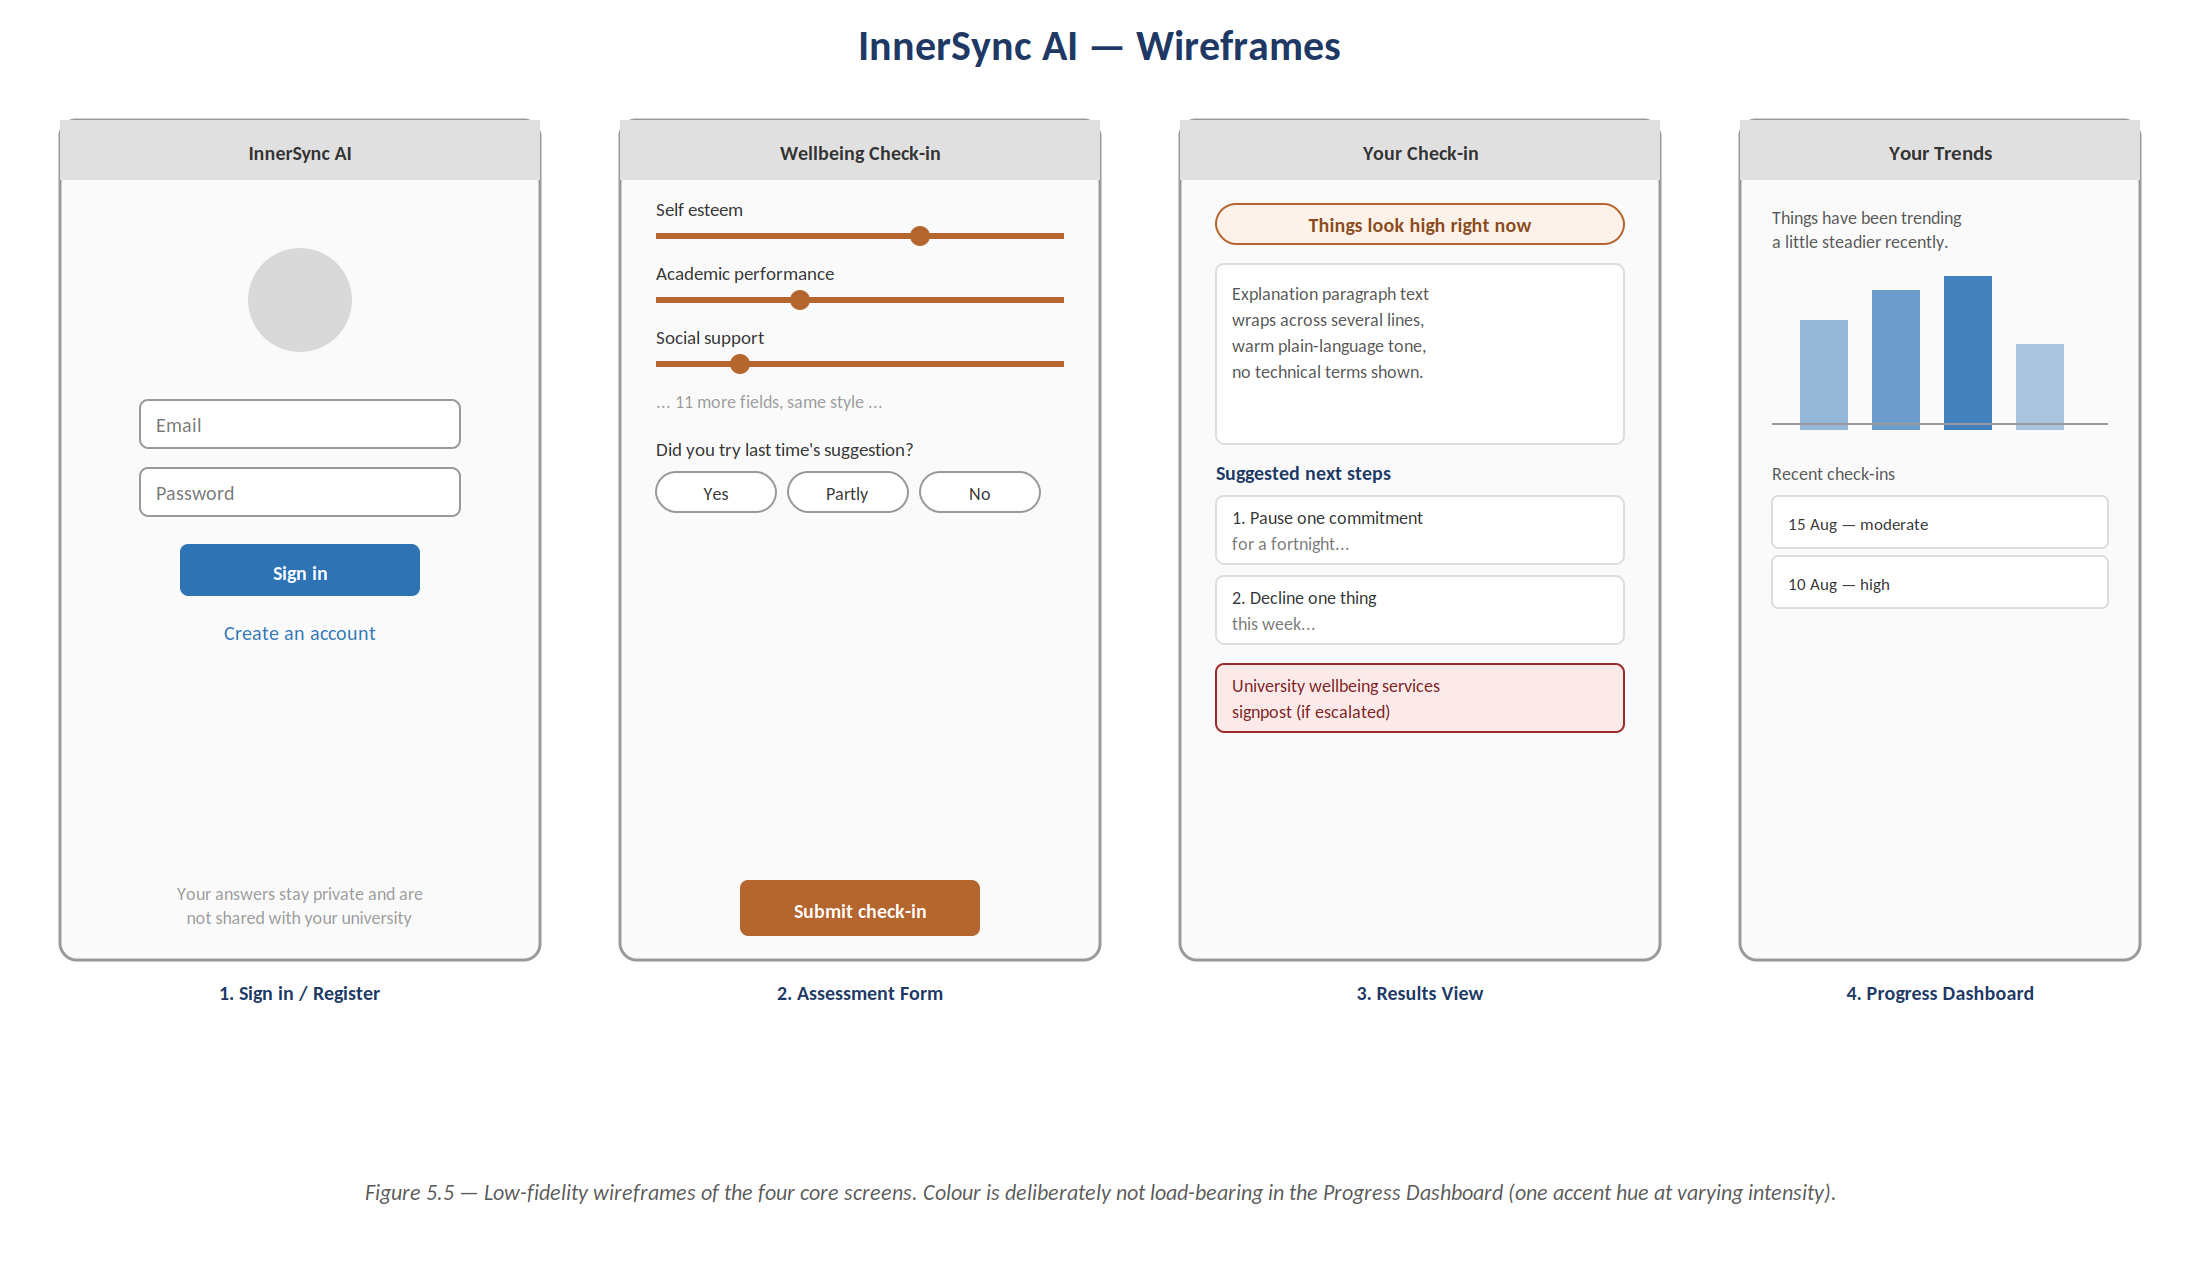 InnerSync AI — Wireframes
InnerSync AI
Email
Password
Sign in
Create an account
Your answers stay private and are
not shared with your university
1. Sign in / Register
Wellbeing Check-in
Self esteem
Academic performance
Social support
... 11 more fields, same style ...
Did you try last time's suggestion?
Yes
Partly
No
Submit check-in
2. Assessment Form
Your Check-in
Things look high right now
Explanation paragraph text
wraps across several lines,
warm plain-language tone,
no technical terms shown.
Suggested next steps
1. Pause one commitment
for a fortnight...
2. Decline one thing
this week...
University wellbeing services
signpost (if escalated)
3. Results View
Your Trends
Things have been trending
a little steadier recently.
Recent check-ins
15 Aug — moderate
10 Aug — high
4. Progress Dashboard
Figure 5.5 — Low-fidelity wireframes of the four core screens. Colour is deliberately not load-bearing in the Progress Dashboard (one accent hue at varying intensity).